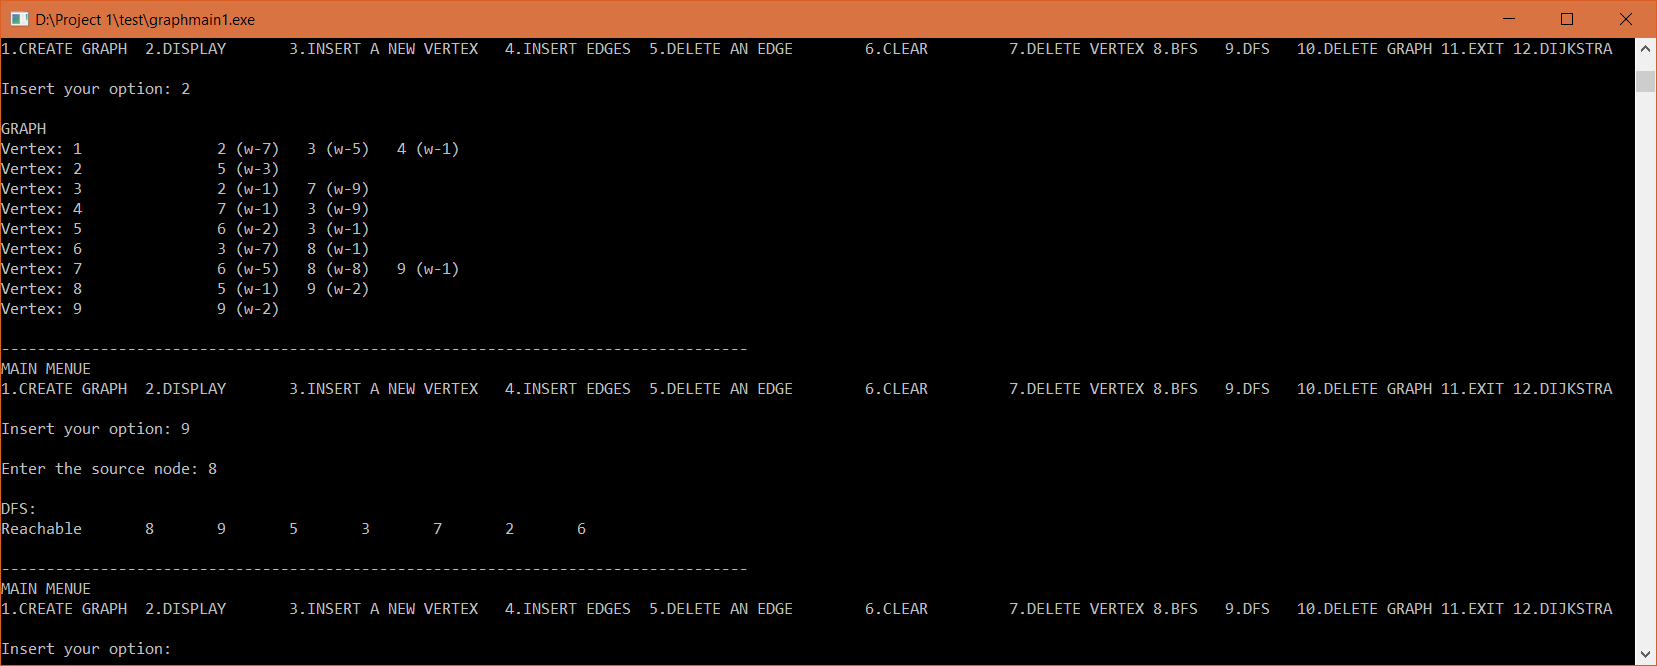 D:\Project 1\test\graphmain1.exe
1.CREATE GRAPH  2.DISPLAY       3.INSERT A NEW VERTEX   4.INSERT EDGES  5.DELETE AN EDGE        6.CLEAR         7.DELETE VERTEX 8.BFS   9.DFS   10.DELETE GRAPH 11.EXIT 12.DIJKSTRA
Insert your option: 2
GRAPH
Vertex: 1               2 (w-7)   3 (w-5)   4 (w-1)
Vertex: 2               5 (w-3)
Vertex: 3               2 (w-1)   7 (w-9)
Vertex: 4               7 (w-1)   3 (w-9)
Vertex: 5               6 (w-2)   3 (w-1)
Vertex: 6               3 (w-7)   8 (w-1)
Vertex: 7               6 (w-5)   8 (w-8)   9 (w-1)
Vertex: 8               5 (w-1)   9 (w-2)
Vertex: 9               9 (w-2)
-----------------------------------------------------------------------------------
MAIN MENUE
1.CREATE GRAPH  2.DISPLAY       3.INSERT A NEW VERTEX   4.INSERT EDGES  5.DELETE AN EDGE        6.CLEAR         7.DELETE VERTEX 8.BFS   9.DFS   10.DELETE GRAPH 11.EXIT 12.DIJKSTRA
Insert your option: 9
Enter the source node: 8
DFS:
Reachable       8       9       5       3       7       2       6
-----------------------------------------------------------------------------------
MAIN MENUE
1.CREATE GRAPH  2.DISPLAY       3.INSERT A NEW VERTEX   4.INSERT EDGES  5.DELETE AN EDGE        6.CLEAR         7.DELETE VERTEX 8.BFS   9.DFS   10.DELETE GRAPH 11.EXIT 12.DIJKSTRA
Insert your option: